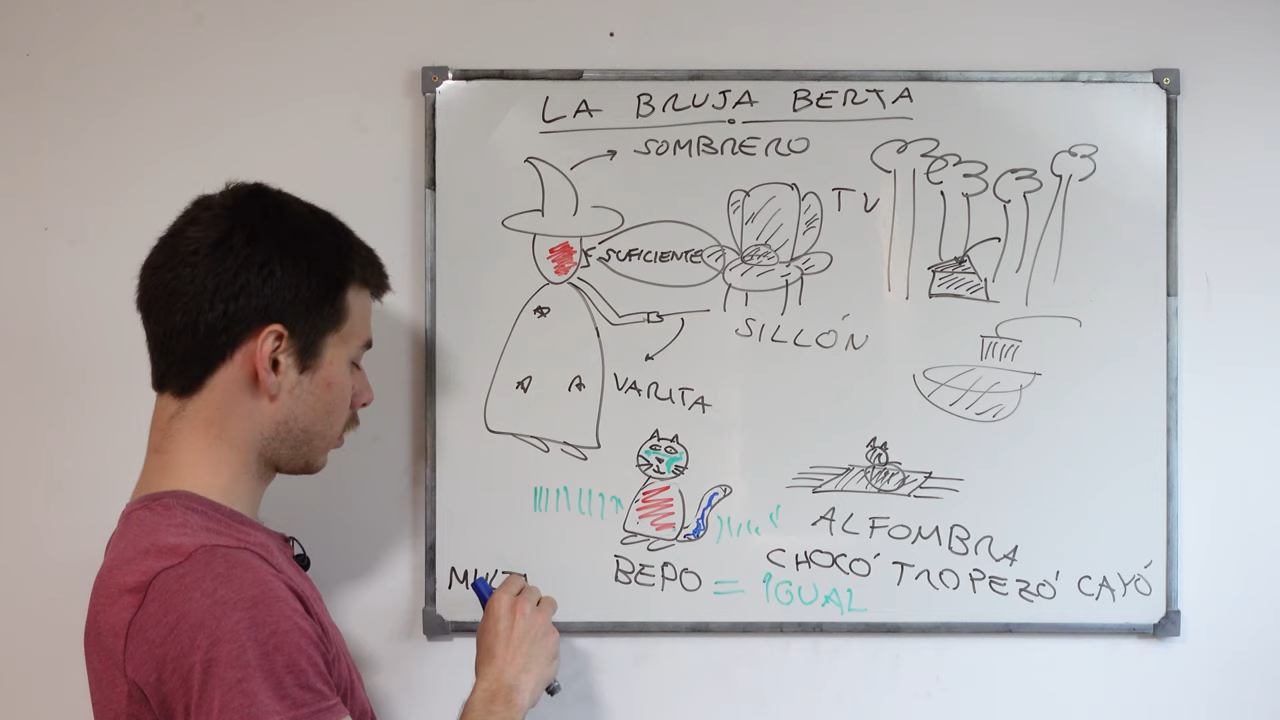 LA BRUJA BERTA
SOMBRERO
TV
SUFICIENTE
SILLÓN
VARITA
ALFOMBRA
CHOCÓ TROPEZÓ CAYÓ
BEPO = IGUAL